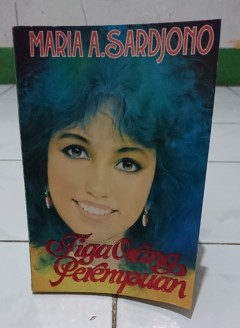 MARIA A. SARDJONO
Tiga Orang
Perempuan